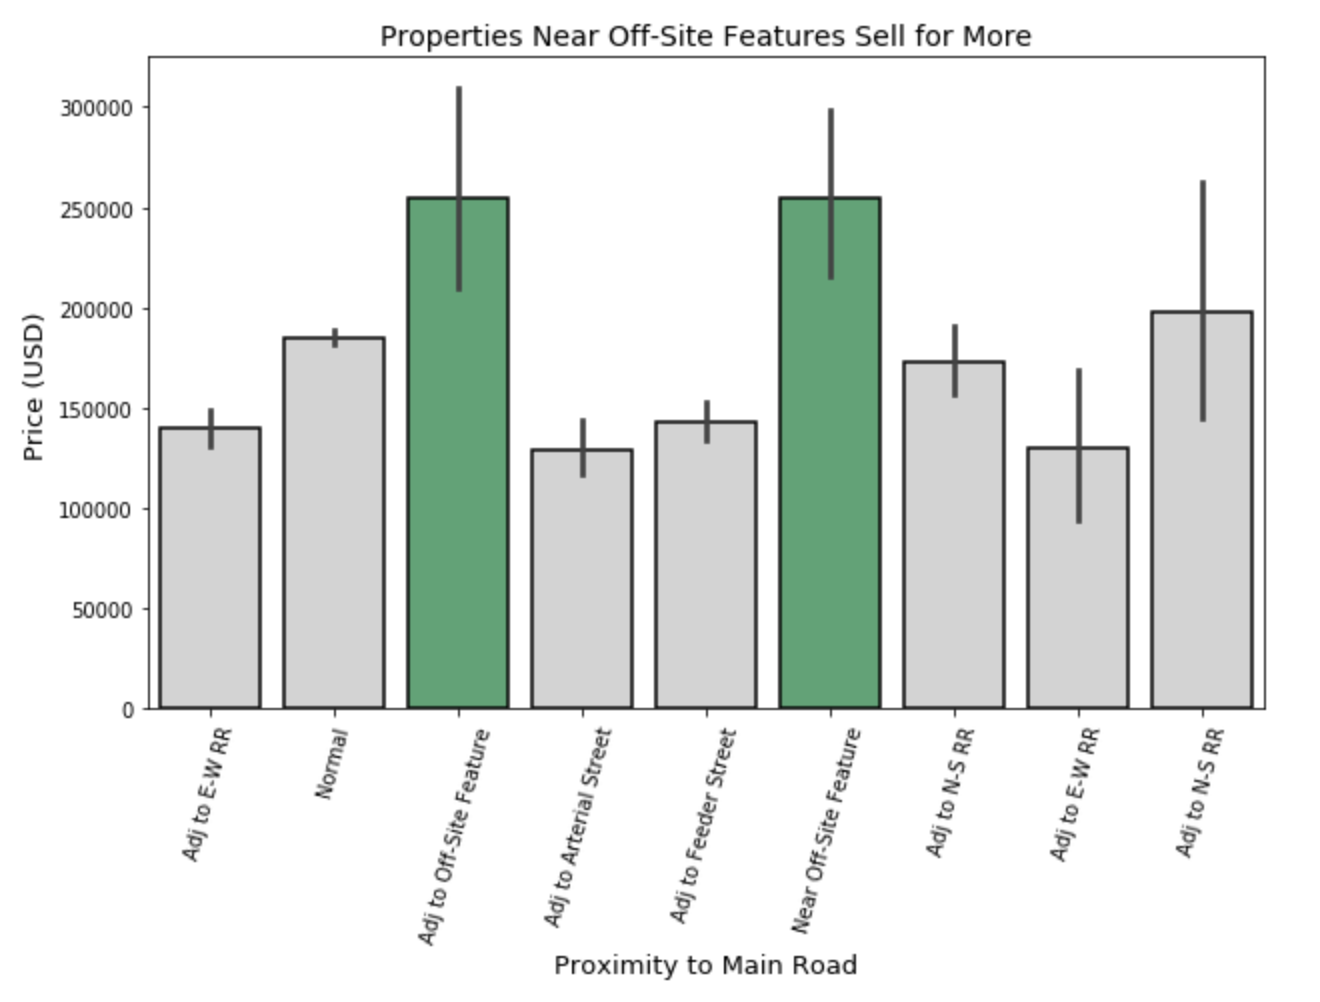 Properties Near Off-Site Features Sell for More
Price (USD)
300000
250000
200000
150000
100000
50000
0
Adj to E-W RR
Normal
Adj to Off-Site Feature
Adj to Arterial Street
Adj to Feeder Street
Near Off-Site Feature
Adj to N-S RR
Adj to E-W RR
Adj to N-S RR
Proximity to Main Road